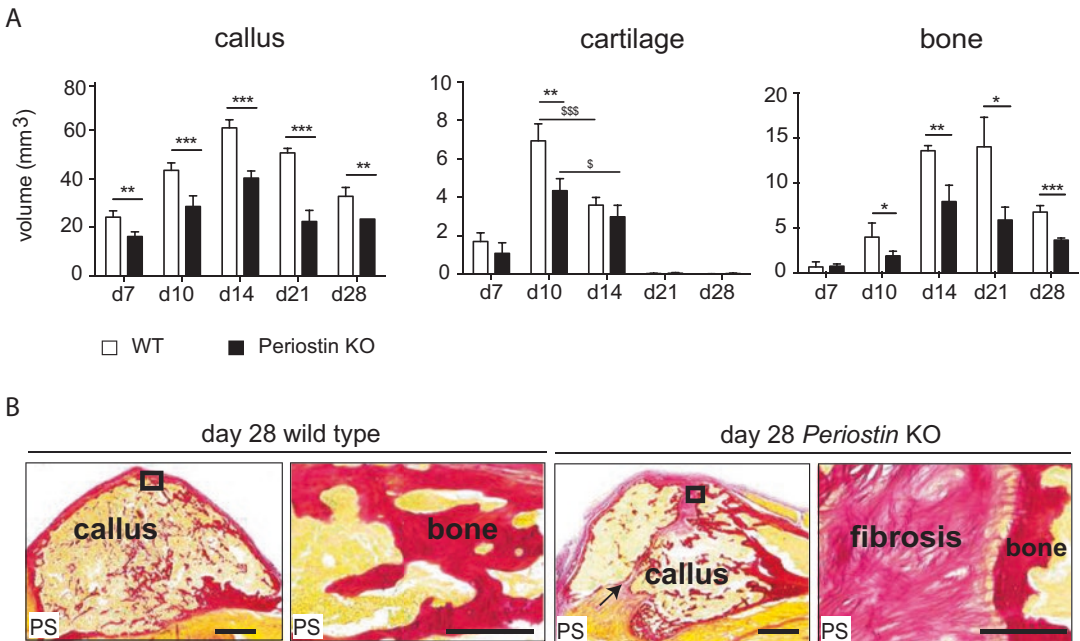 A
callus
cartilage
bone
volume (mm3)
80
60
40
20
0
**
***
***
***
**
d7
d10
d14
d21
d28
10
8
6
4
2
0
**
$$$
$
d7
d10
d14
d21
d28
20
15
10
5
0
*
**
*
***
d7
d10
d14
d21
d28
WT
Periostin KO
B
day 28 wild type
day 28 Periostin KO
callus
PS
bone
callus
PS
fibrosis
bone
PS